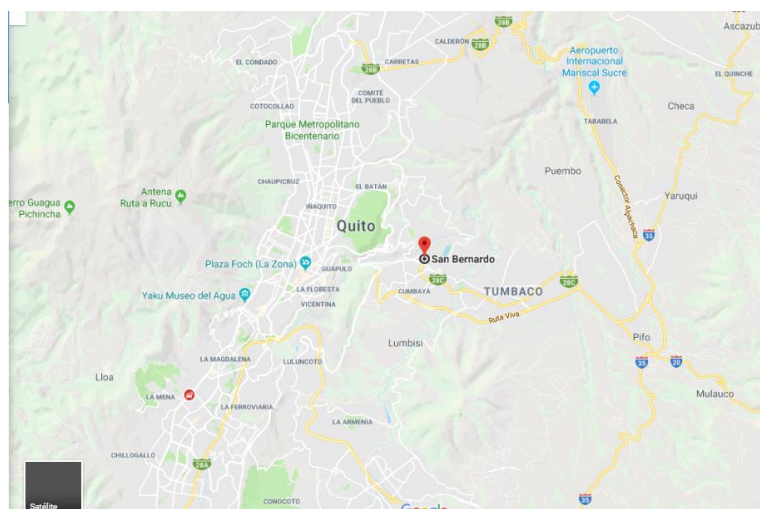 28B
Ascazub
CALDERÓN
28B
EL CONDADO
28B
CARRETAS
Aeropuerto
Internacional
Mariscal Sucre
EL QUINCHE
COTOCOLLAO
COMITÉ
DEL PUEBLO
Checa
Parque Metropolitano
Bicentenario
TABABELA
Puembo
CHAUPICRUZ
EL BATÁN
Antena
Ruta a Rucu
Yaruqui
erro Guagua
Pichincha
IÑAQUITO
Conector Alpachaca
Quito
35
Plaza Foch (La Zona)
GUÁPULO
San Bernardo
28C
28C
Yaku Museo del Agua
LA FLORESTA
CUMBAYÁ
TUMBACO
VICENTINA
Ruta Viva
Lumbisi
Pifo
LA MAGDALENA
LULUNCOTO
35
20
Lloa
LA MENA
Mulauco
LA FERROVIARIA
LA ARMENIA
CHILLOGALLO
28A
CONOCOTO
35
Satélite
Google